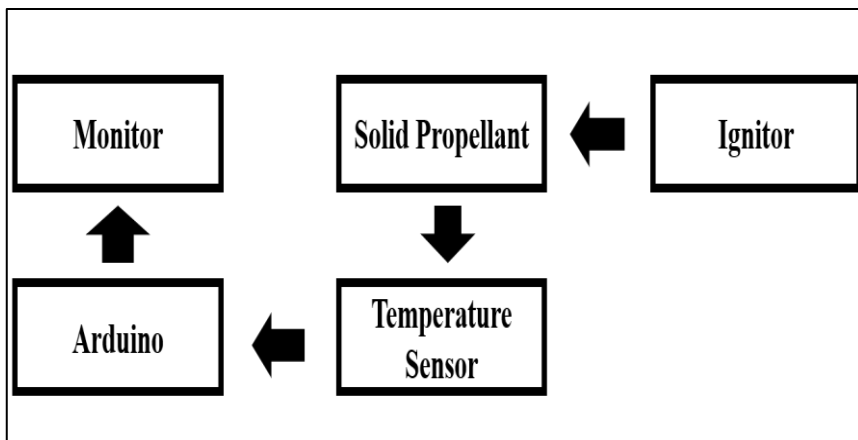 Monitor
Solid Propellant
Ignitor
Arduino
Temperature
Sensor